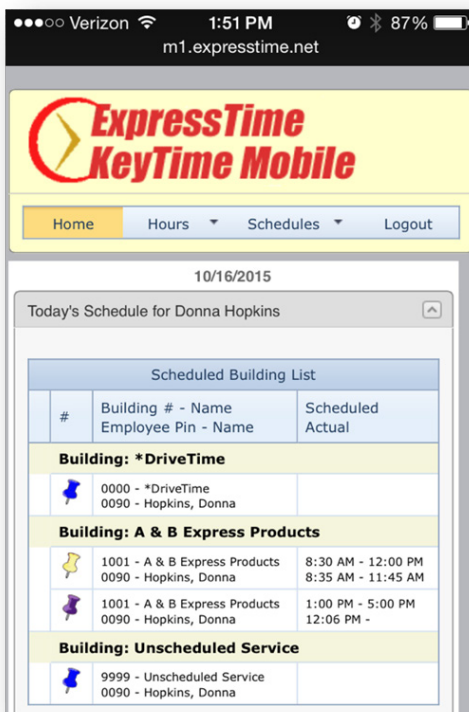 Verizon 1:51 PM 87%
m1.expresstime.net
ExpressTime
KeyTime Mobile
Home Hours Schedules Logout
10/16/2015
Today's Schedule for Donna Hopkins
Scheduled Building List
# Building # - Name Scheduled
Employee Pin - Name Actual
Building: *DriveTime
0000 - *DriveTime
0090 - Hopkins, Donna
Building: A & B Express Products
1001 - A & B Express Products 8:30 AM - 12:00 PM
0090 - Hopkins, Donna 8:35 AM - 11:45 AM
1001 - A & B Express Products 1:00 PM - 5:00 PM
0090 - Hopkins, Donna 12:06 PM -
Building: Unscheduled Service
9999 - Unscheduled Service
0090 - Hopkins, Donna